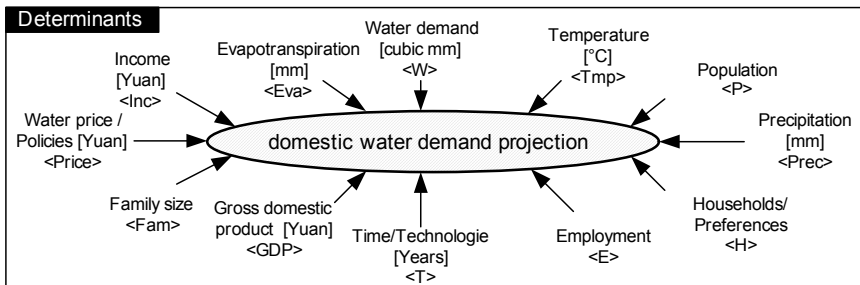 Determinants
Income
[Yuan]
<Inc>
Evapotranspiration
[mm]
<Eva>
Water demand
[cubic mm]
<W>
Temperature
[°C]
<Tmp>
Population
<P>
Water price /
Policies [Yuan]
<Price>
domestic water demand projection
Precipitation
[mm]
<Prec>
Family size
<Fam>
Gross domestic
product [Yuan]
<GDP>
Time/Technologie
[Years]
<T>
Employment
<E>
Households/
Preferences
<H>